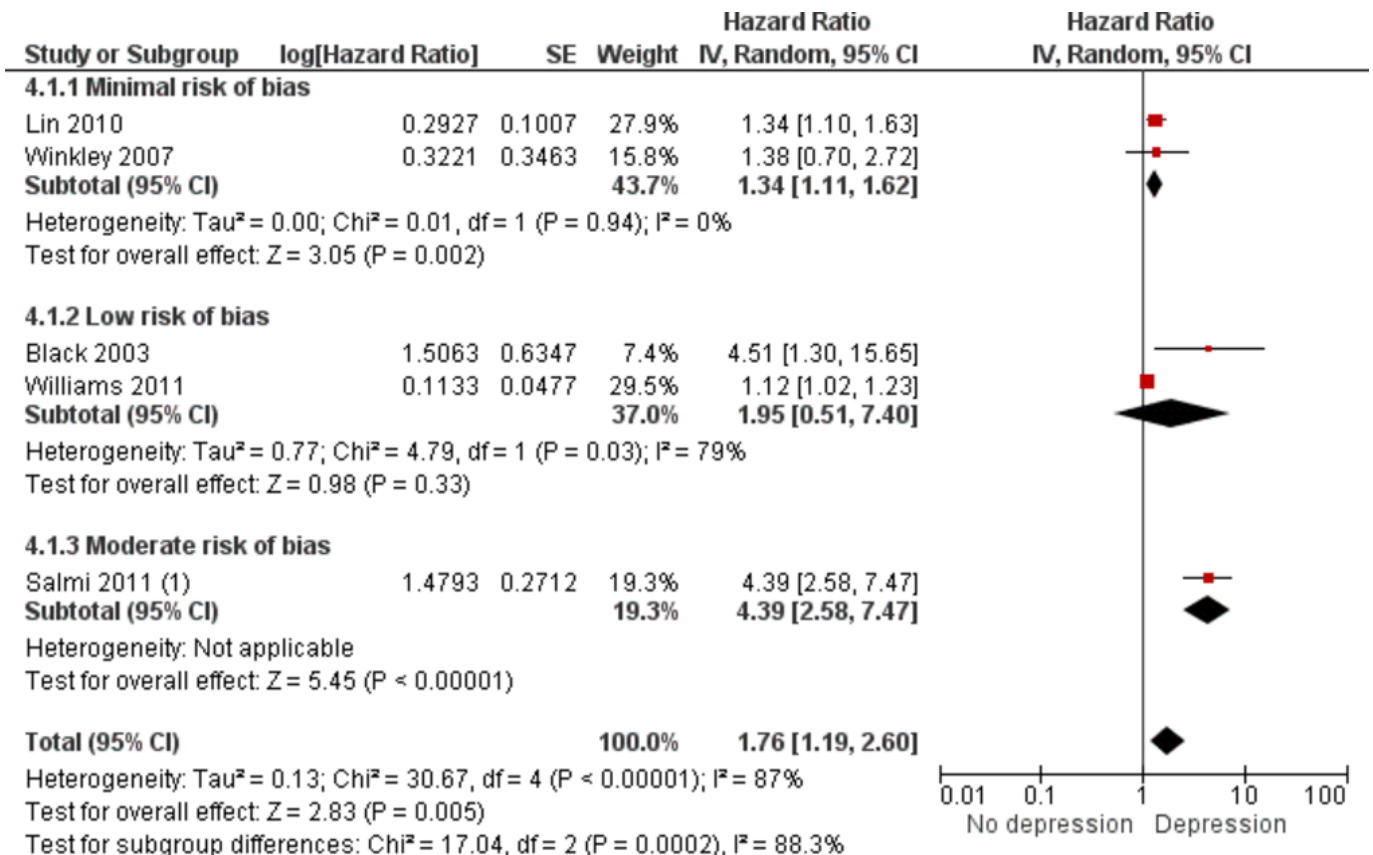 Hazard Ratio Hazard Ratio
Study or Subgroup log[Hazard Ratio] SE Weight IV, Random, 95% CI IV, Random, 95% CI
4.1.1 Minimal risk of bias
Lin 2010 0.2927 0.1007 27.9% 1.34 [1.10, 1.63]
Winkley 2007 0.3221 0.3463 15.8% 1.38 [0.70, 2.72]
Subtotal (95% CI) 43.7% 1.34 [1.11, 1.62]
Heterogeneity: Tau² = 0.00; Chi² = 0.01, df = 1 (P = 0.94); I² = 0%
Test for overall effect: Z = 3.05 (P = 0.002)
4.1.2 Low risk of bias
Black 2003 1.5063 0.6347 7.4% 4.51 [1.30, 15.65]
Williams 2011 0.1133 0.0477 29.5% 1.12 [1.02, 1.23]
Subtotal (95% CI) 37.0% 1.95 [0.51, 7.40]
Heterogeneity: Tau² = 0.77; Chi² = 4.79, df = 1 (P = 0.03); I² = 79%
Test for overall effect: Z = 0.98 (P = 0.33)
4.1.3 Moderate risk of bias
Salmi 2011 (1) 1.4793 0.2712 19.3% 4.39 [2.58, 7.47]
Subtotal (95% CI) 19.3% 4.39 [2.58, 7.47]
Heterogeneity: Not applicable
Test for overall effect: Z = 5.45 (P < 0.00001)
Total (95% CI) 100.0% 1.76 [1.19, 2.60]
Heterogeneity: Tau² = 0.13; Chi² = 30.67, df = 4 (P < 0.00001); I² = 87%
Test for overall effect: Z = 2.83 (P = 0.005)
Test for subgroup differences: Chi² = 17.04, df = 2 (P = 0.0002), I² = 88.3%
0.01 0.1 1 10 100
No depression Depression